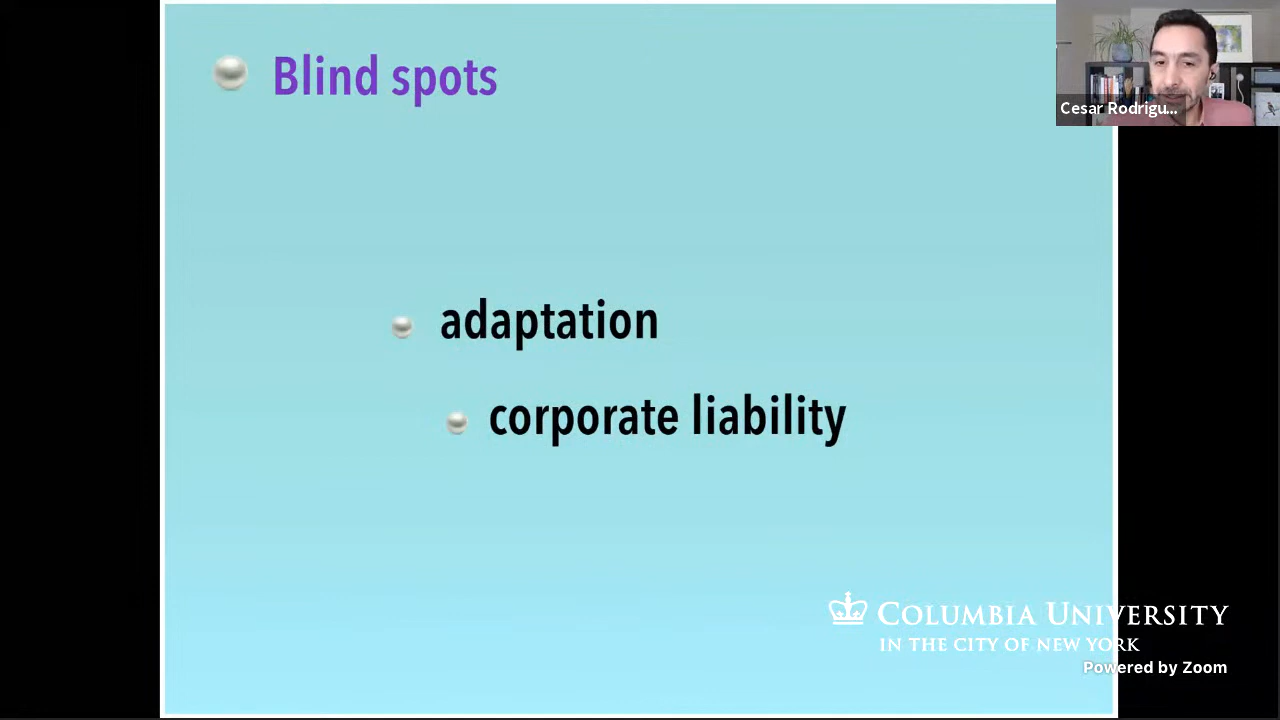 Blind spots
Cesar Rodrigu...
adaptation
corporate liability
COLUMBIA UNIVERSITY
IN THE CITY OF NEW YORK
Powered by Zoom